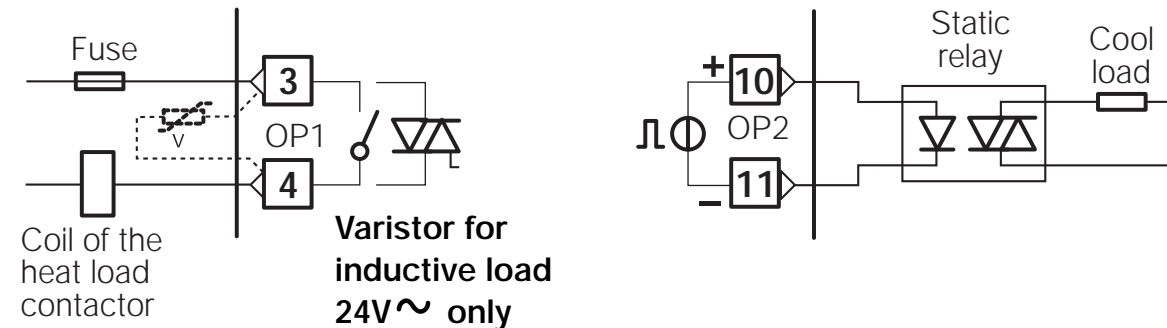 Fuse
3
V
OP1
4
Coil of the
heat load
contactor
Varistor for
inductive load
24V～ only
+
10
OP2
11
–
Static
relay
Cool
load